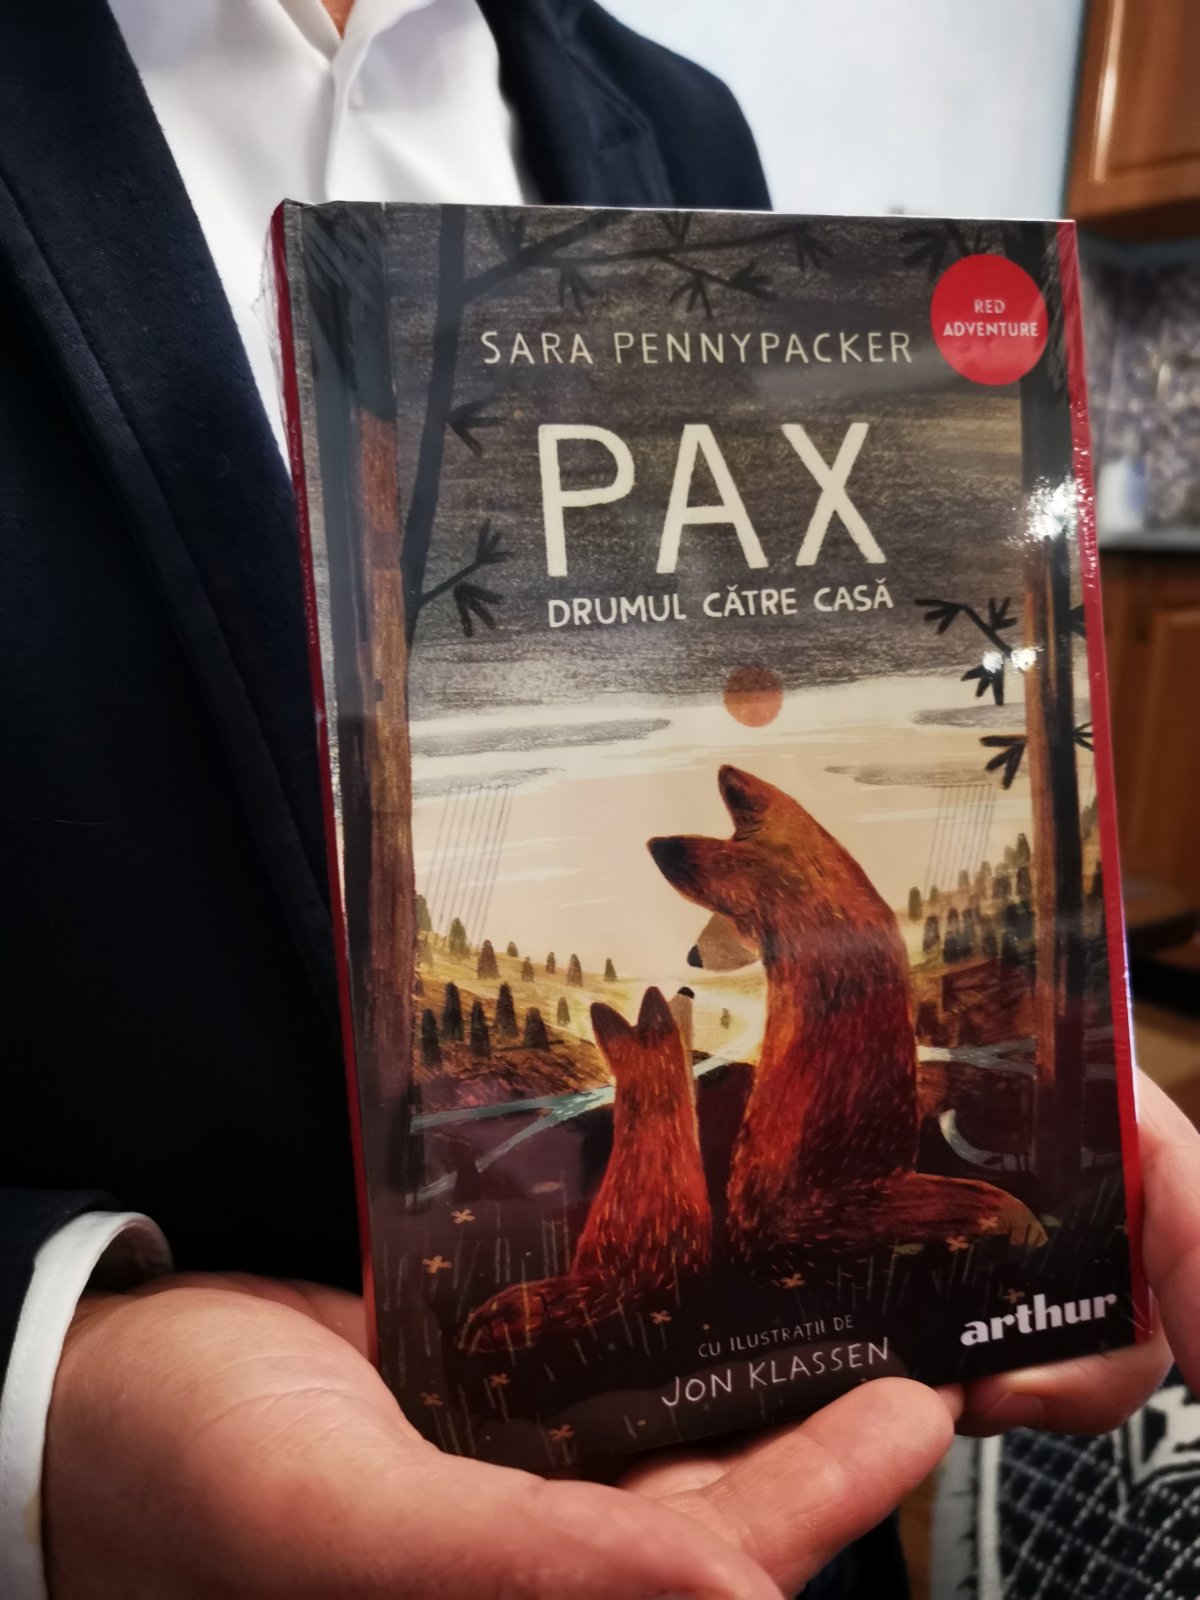 RED
ADVENTURE
SARA PENNYPACKER
PAX
DRUMUL CĂTRE CASĂ
CU ILUSTRAȚII DE
JON KLASSEN
arthur